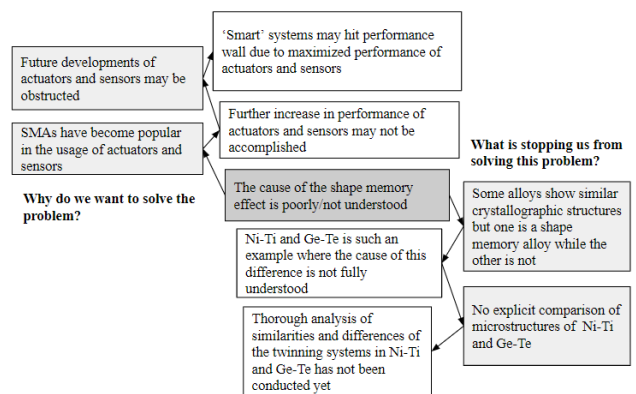 ‘Smart’ systems may hit performance
wall due to maximized performance of
actuators and sensors
Future developments of
actuators and sensors may be
obstructed
Further increase in performance of
actuators and sensors may not be
accomplished
SMAs have become popular
in the usage of actuators and
sensors
What is stopping us from
solving this problem?
Why do we want to solve the
problem?
The cause of the shape memory
effect is poorly/not understood
Some alloys show similar
crystallographic structures
but one is a shape
memory alloy while the
other is not
Ni-Ti and Ge-Te is such an
example where the cause of this
difference is not fully
understood
No explicit comparison of
microstructures of Ni-Ti
and Ge-Te
Thorough analysis of
similarities and differences of
the twinning systems in Ni-Ti
and Ge-Te has not been
conducted yet